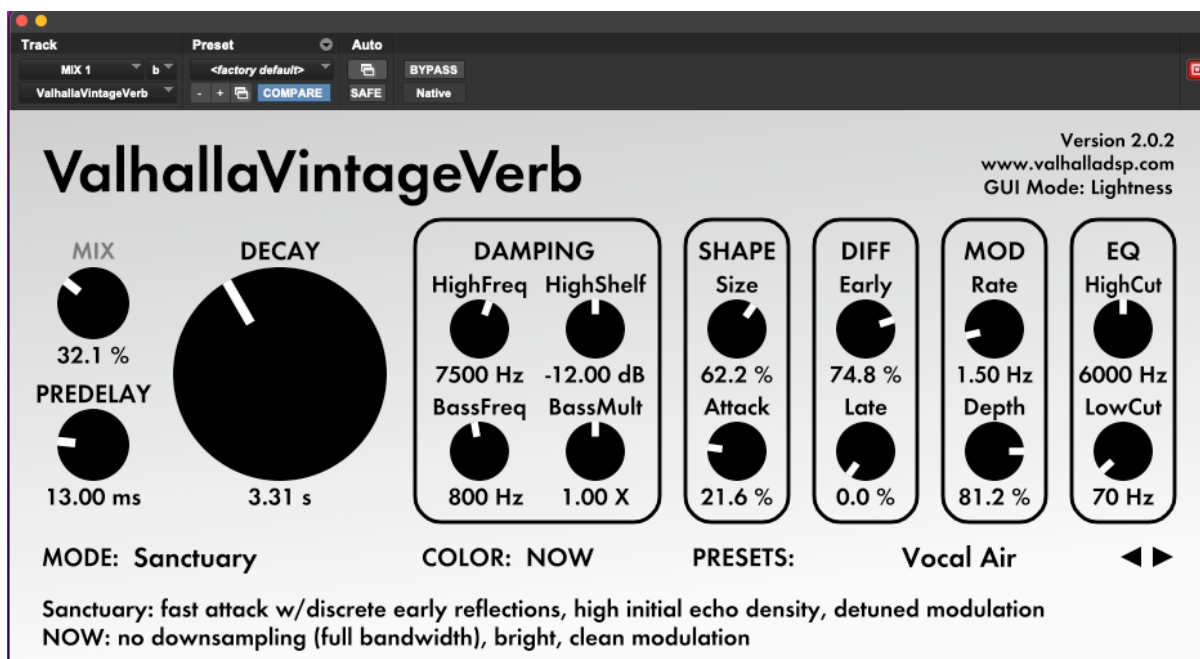 Track Preset Auto
MIX 1 b <factory default> BYPASS
ValhallaVintageVerb - + COMPARE SAFE Native
ValhallaVintageVerb
Version 2.0.2
www.valhalladsp.com
GUI Mode: Lightness
MIX
32.1 %
PREDELAY
13.00 ms
DECAY
3.31 s
DAMPING
HighFreq HighShelf
7500 Hz -12.00 dB
BassFreq BassMult
800 Hz 1.00 X
SHAPE
Size
62.2 %
Attack
21.6 %
DIFF
Early
74.8 %
Late
0.0 %
MOD
Rate
1.50 Hz
Depth
81.2 %
EQ
HighCut
6000 Hz
LowCut
70 Hz
MODE: Sanctuary COLOR: NOW PRESETS: Vocal Air
Sanctuary: fast attack w/discrete early reflections, high initial echo density, detuned modulation
NOW: no downsampling (full bandwidth), bright, clean modulation